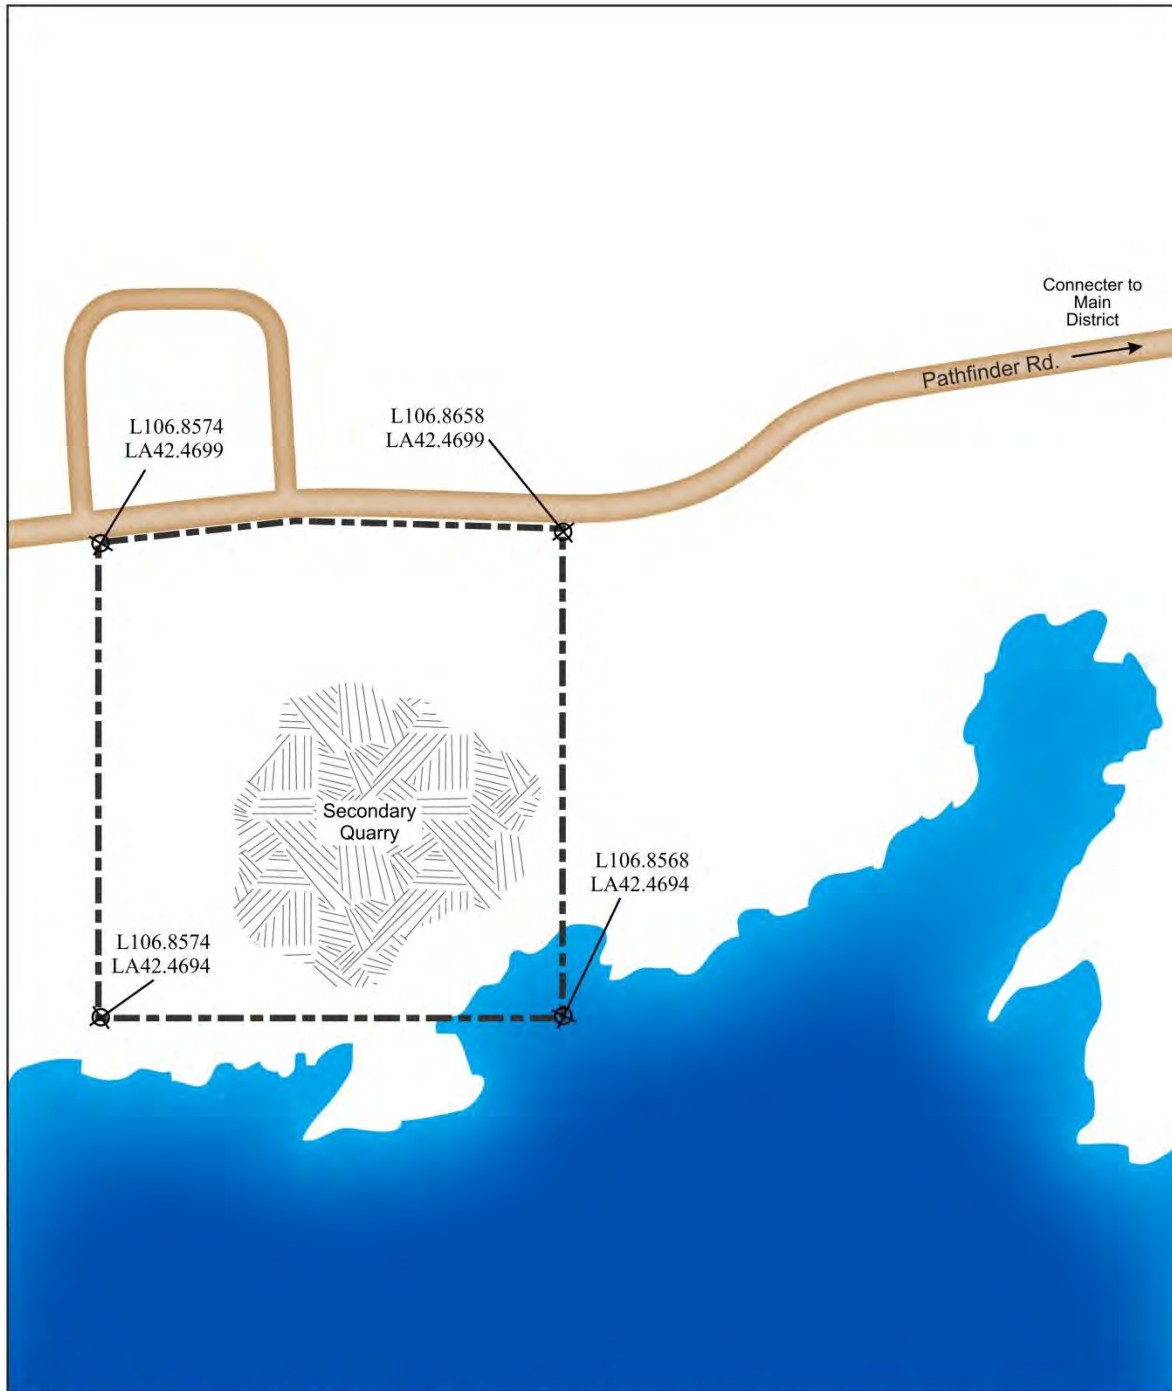 Connecter to
Main
District
Pathfinder Rd.
L106.8574
LA42.4699
L106.8658
LA42.4699
Secondary
Quarry
L106.8568
LA42.4694
L106.8574
LA42.4694